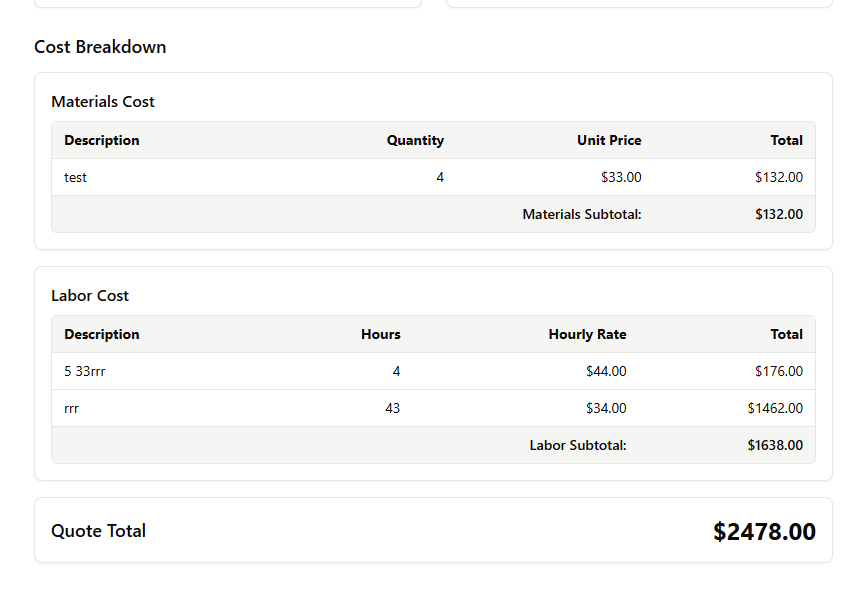 Cost Breakdown
Materials Cost
Description Quantity Unit Price Total
test 4 $33.00 $132.00
Materials Subtotal: $132.00
Labor Cost
Description Hours Hourly Rate Total
5 33rrr 4 $44.00 $176.00
rrr 43 $34.00 $1462.00
Labor Subtotal: $1638.00
Quote Total $2478.00